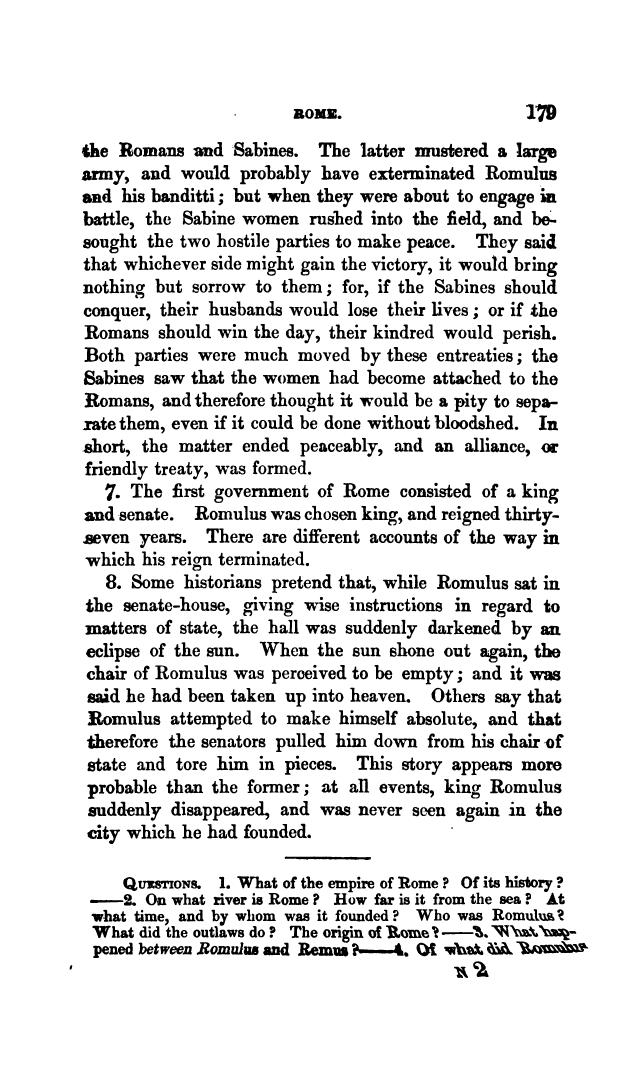 ROME. 179
the Romans and Sabines. The latter mustered a large
army, and would probably have exterminated Romulus
and his banditti; but when they were about to engage in
battle, the Sabine women rushed into the field, and be-
sought the two hostile parties to make peace. They said
that whichever side might gain the victory, it would bring
nothing but sorrow to them; for, if the Sabines should
conquer, their husbands would lose their lives; or if the
Romans should win the day, their kindred would perish.
Both parties were much moved by these entreaties; the
Sabines saw that the women had become attached to the
Romans, and therefore thought it would be a pity to sepa-
rate them, even if it could be done without bloodshed. In
short, the matter ended peaceably, and an alliance, or
friendly treaty, was formed.
7. The first government of Rome consisted of a king
and senate. Romulus was chosen king, and reigned thirty-
seven years. There are different accounts of the way in
which his reign terminated.
8. Some historians pretend that, while Romulus sat in
the senate-house, giving wise instructions in regard to
matters of state, the hall was suddenly darkened by an
eclipse of the sun. When the sun shone out again, the
chair of Romulus was perceived to be empty; and it was
said he had been taken up into heaven. Others say that
Romulus attempted to make himself absolute, and that
therefore the senators pulled him down from his chair of
state and tore him in pieces. This story appears more
probable than the former; at all events, king Romulus
suddenly disappeared, and was never seen again in the
city which he had founded.
QUESTIONS. 1. What of the empire of Rome? Of its history?
——2. On what river is Rome? How far is it from the sea? At
what time, and by whom was it founded? Who was Romulus?
What did the outlaws do? The origin of Rome?——3. What hap-
pened between Romulus and Remus?——4. Of what did Romulus
N 2